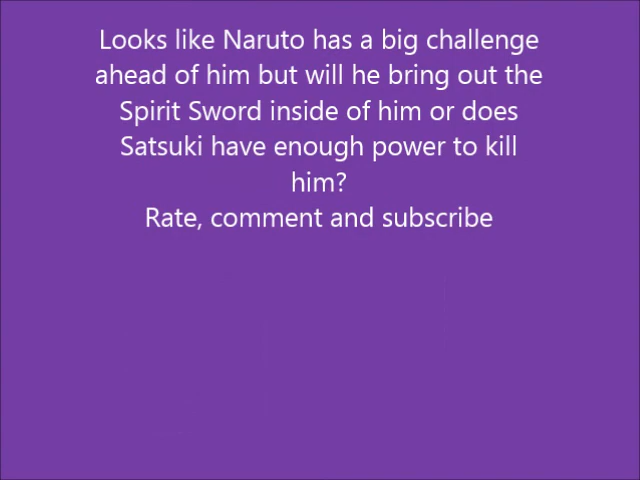 Looks like Naruto has a big challenge
ahead of him but will he bring out the
Spirit Sword inside of him or does
Satsuki have enough power to kill
him?
Rate, comment and subscribe